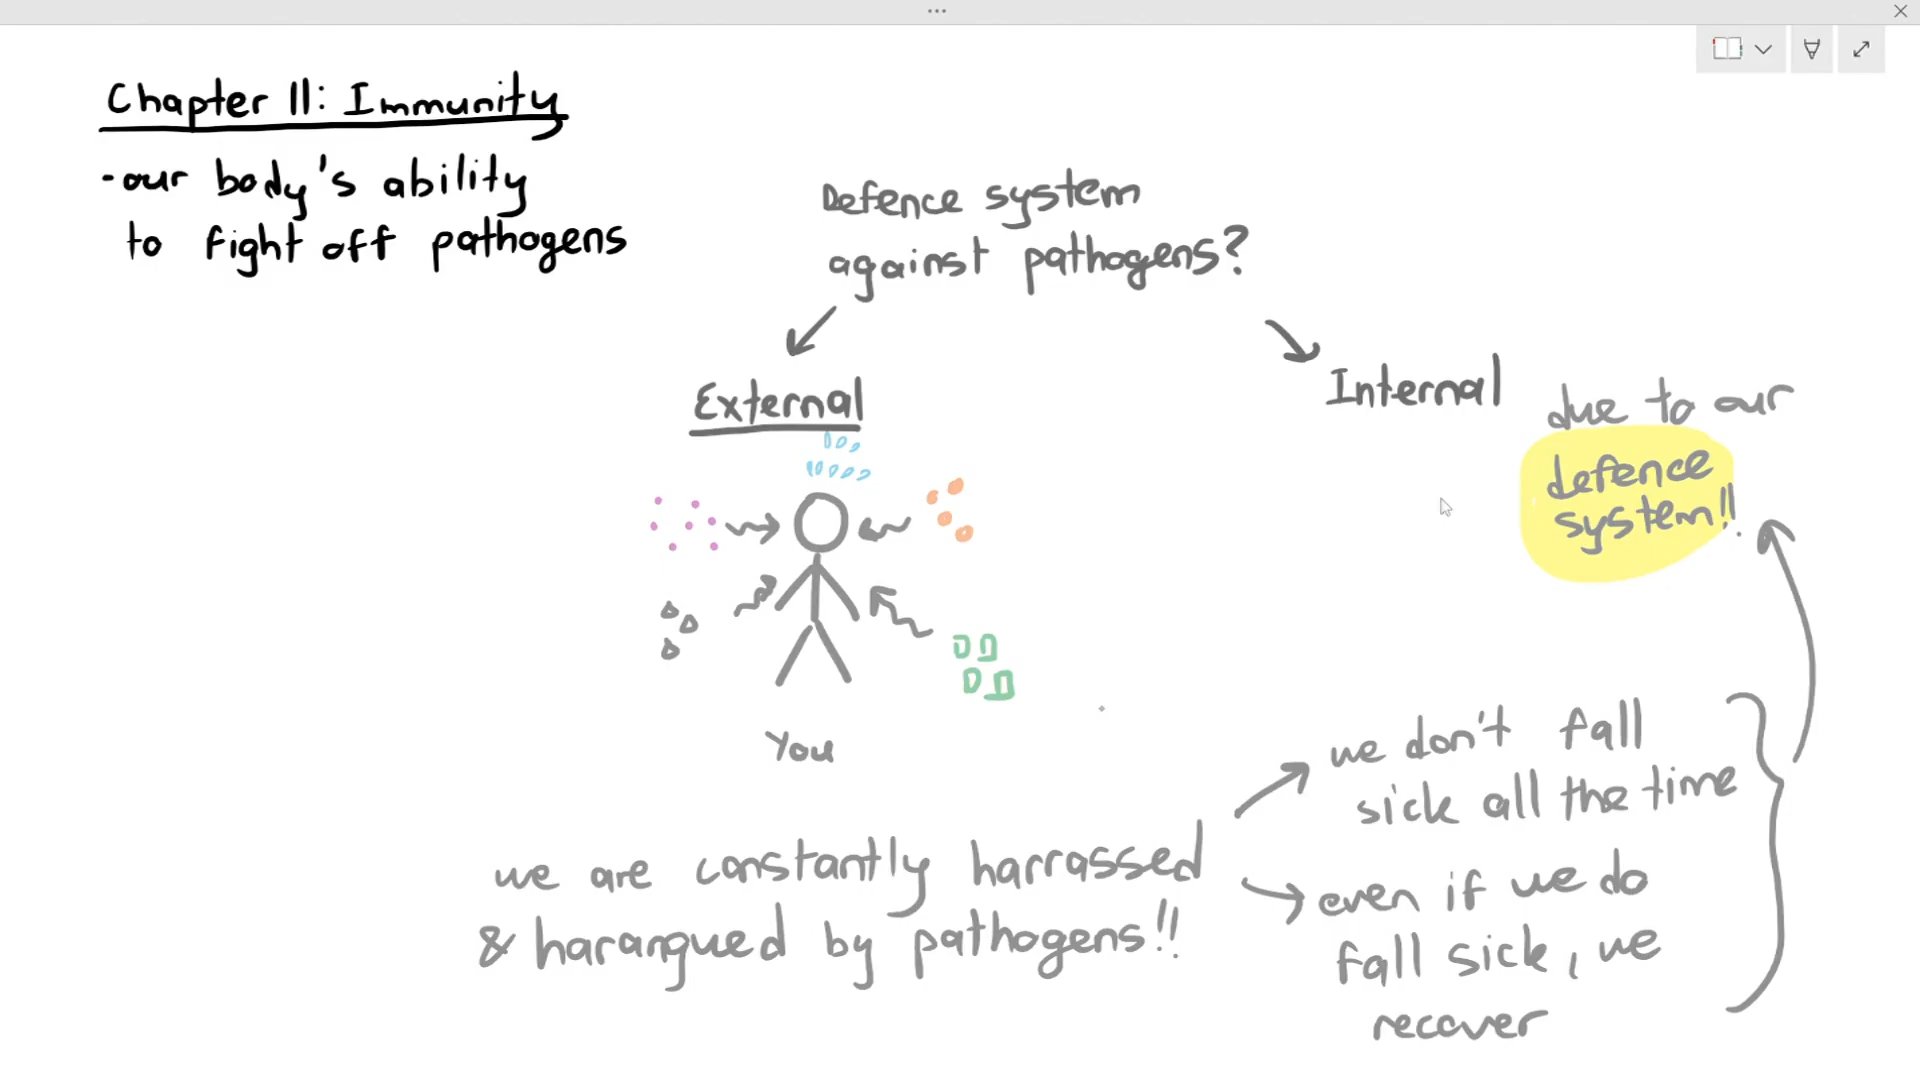 Chapter 11: Immunity
- our body's ability
to fight off pathogens
Defence system
against pathogens?
External
Internal
due to our
defence
system!!
You
we are constantly harrassed
& harangued by pathogens!!
we don't fall
sick all the time
even if we do
fall sick, we
recover